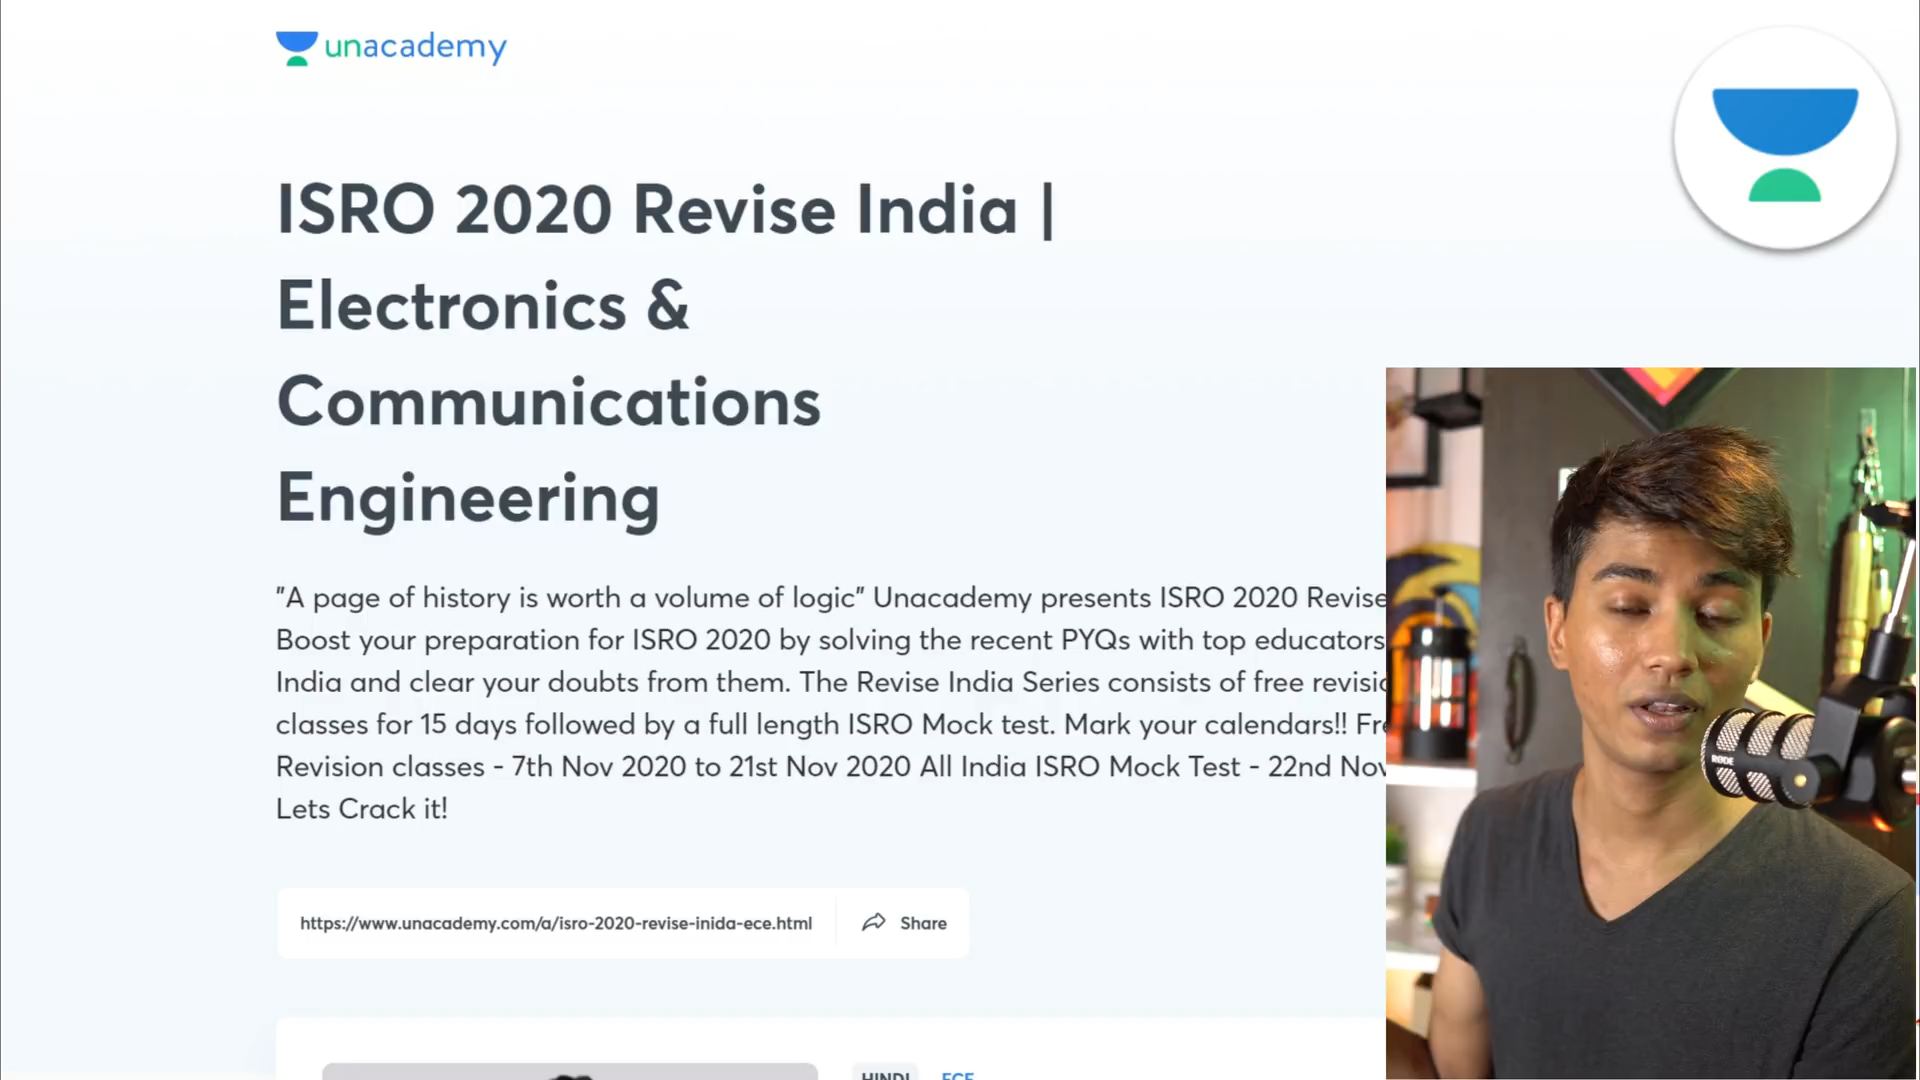 unacademy
ISRO 2020 Revise India |
Electronics &
Communications
Engineering
"A page of history is worth a volume of logic” Unacademy presents ISRO 2020 Revise
Boost your preparation for ISRO 2020 by solving the recent PYQs with top educators
India and clear your doubts from them. The Revise India Series consists of free
classes for 15 days followed by a full length ISRO Mock test. Mark your calendars!!
Revision classes - 7th Nov 2020 to 21st Nov 2020 All India ISRO Mock Test - 22nd Nov
Lets Crack it!
https://www.unacademy.com/a/isro-2020-revise-inida-ece.html Share
HINDI ECE
RØDE